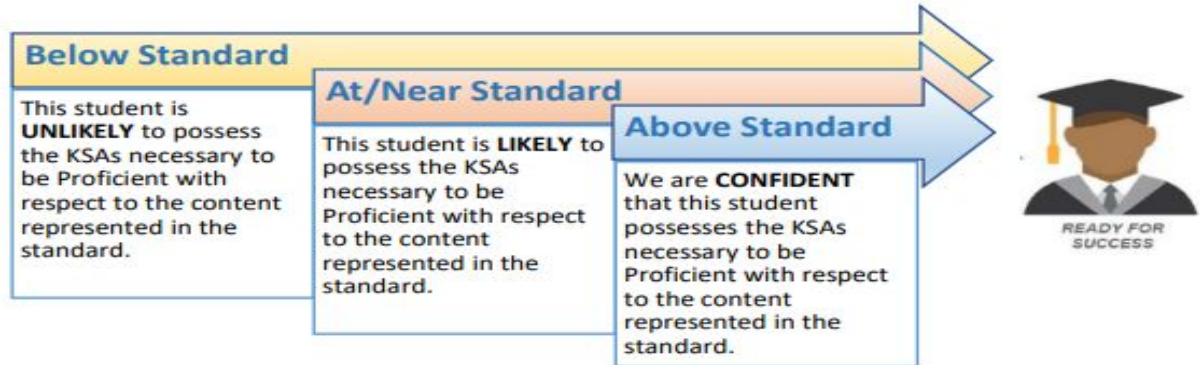 Below Standard
This student is
UNLIKELY to possess
the KSAs necessary to
be Proficient with
respect to the content
represented in the
standard.
At/Near Standard
This student is LIKELY to
possess the KSAs
necessary to be
Proficient with respect
to the content
represented in the
standard.
Above Standard
We are CONFIDENT
that this student
possesses the KSAs
necessary to be
Proficient with respect
to the content
represented in the
standard.
READY FOR
SUCCESS